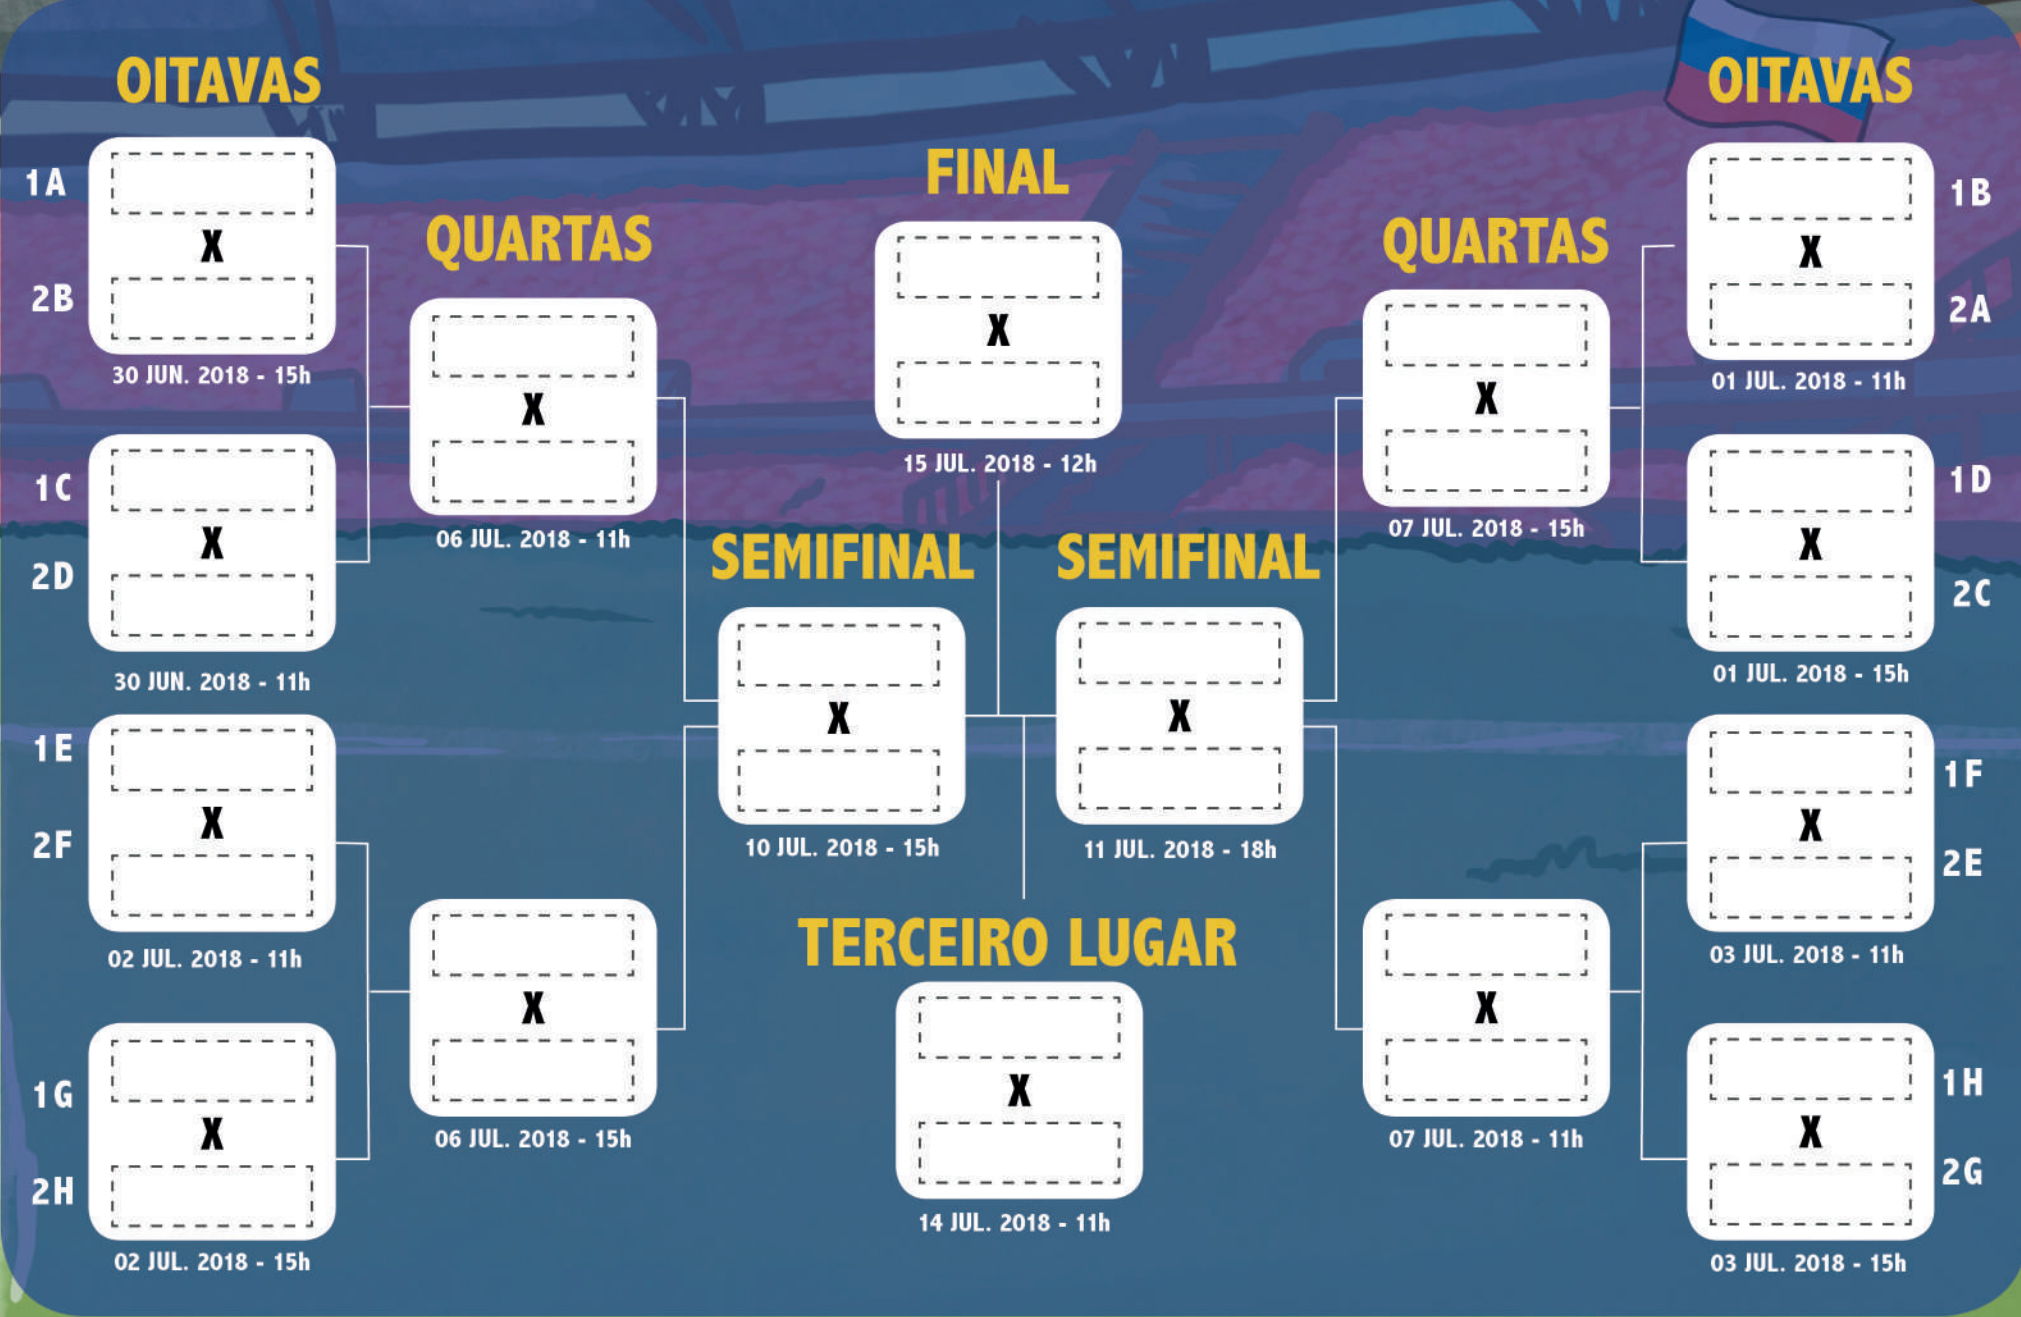 OITAVAS
1A
X
2B
30 JUN. 2018 - 15h
1C
X
2D
30 JUN. 2018 - 11h
1E
X
2F
02 JUL. 2018 - 11h
1G
X
2H
02 JUL. 2018 - 15h
QUARTAS
X
06 JUL. 2018 - 11h
X
06 JUL. 2018 - 15h
SEMIFINAL
X
10 JUL. 2018 - 15h
FINAL
X
15 JUL. 2018 - 12h
TERCEIRO LUGAR
X
14 JUL. 2018 - 11h
SEMIFINAL
X
11 JUL. 2018 - 18h
QUARTAS
X
07 JUL. 2018 - 15h
X
07 JUL. 2018 - 11h
OITAVAS
1B
X
2A
01 JUL. 2018 - 11h
1D
X
2C
01 JUL. 2018 - 15h
1F
X
2E
03 JUL. 2018 - 11h
1H
X
2G
03 JUL. 2018 - 15h